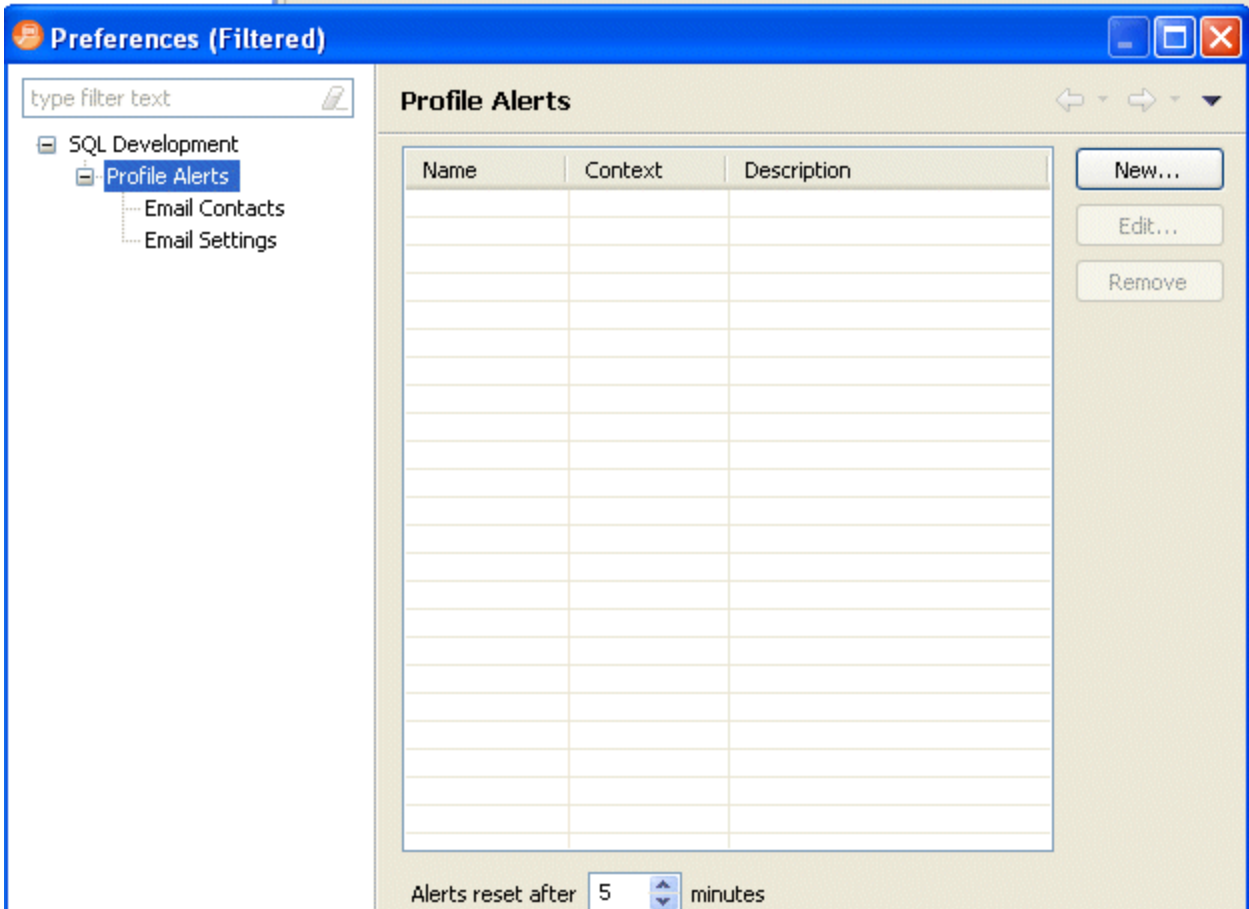 Preferences (Filtered)
type filter text
SQL Development
Profile Alerts
Email Contacts
Email Settings
Profile Alerts
Name Context Description
New...
Edit...
Remove
Alerts reset after 5 minutes